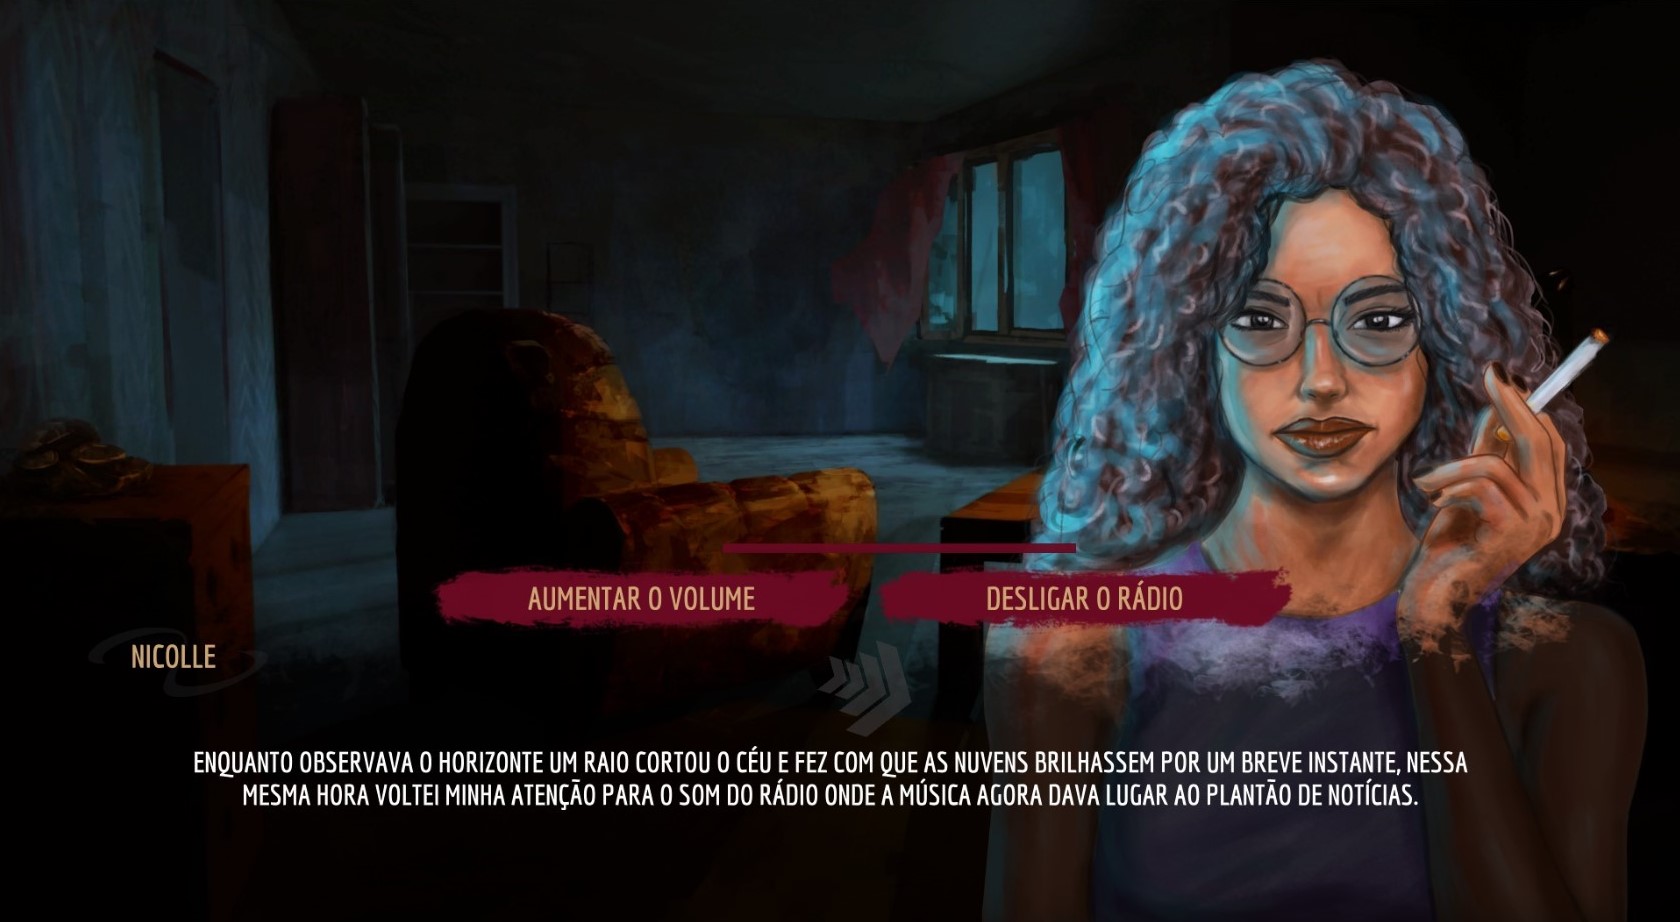 AUMENTAR O VOLUME
DESLIGAR O RÁDIO
NICOLLE
ENQUANTO OBSERVAVA O HORIZONTE UM RAIO CORTOU O CÉU E FEZ COM QUE AS NUVENS BRILHASSEM POR UM BREVE INSTANTE, NESSA
MESMA HORA VOLTEI MINHA ATENÇÃO PARA O SOM DO RÁDIO ONDE A MÚSICA AGORA DAVA LUGAR AO PLANTÃO DE NOTÍCIAS.